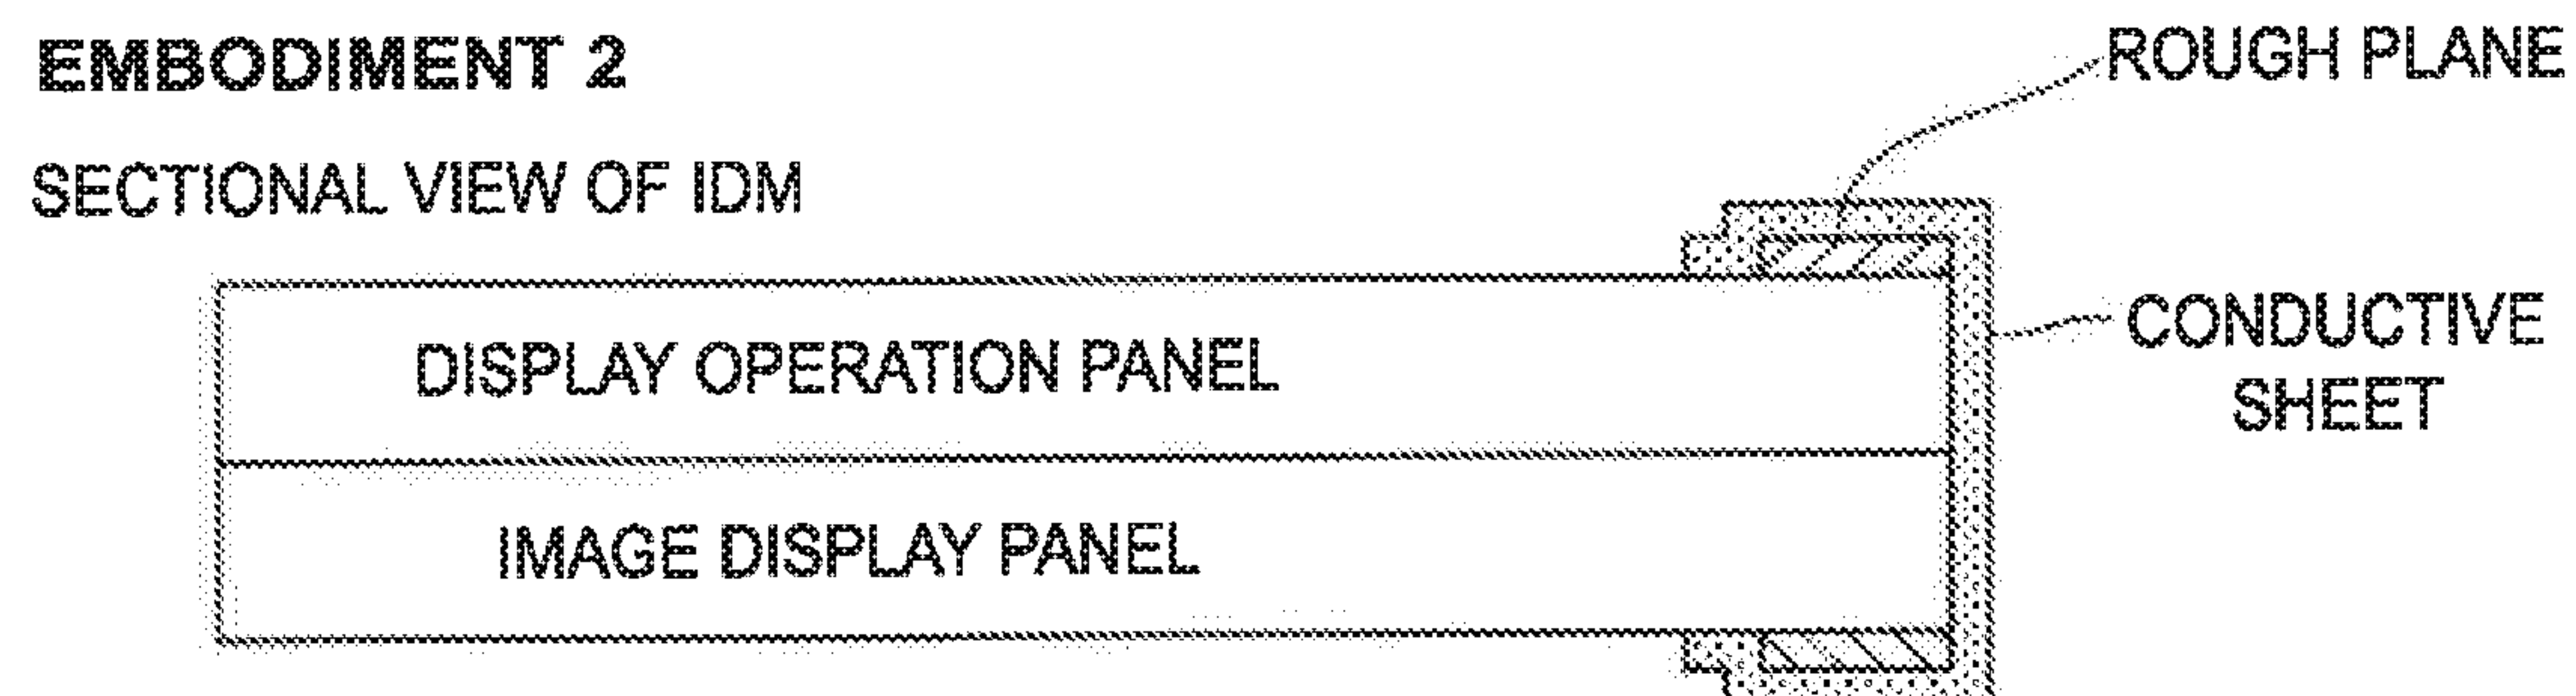 EMBODIMENT 2
ROUGH PLANE
SECTIONAL VIEW OF IDM
CONDUCTIVE
SHEET
DISPLAY OPERATION PANEL
IMAGE DISPLAY PANEL